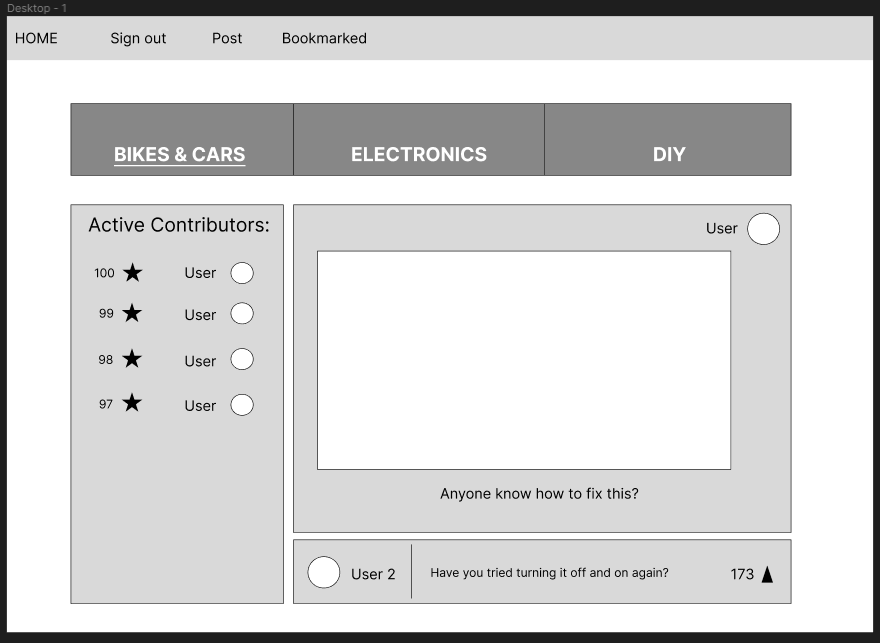 Desktop - 1
HOME Sign out Post Bookmarked
BIKES & CARS ELECTRONICS DIY
Active Contributors:
100 ★ User
99 ★ User
98 ★ User
97 ★ User
User
Anyone know how to fix this?
User 2 Have you tried turning it off and on again? 173 ▲